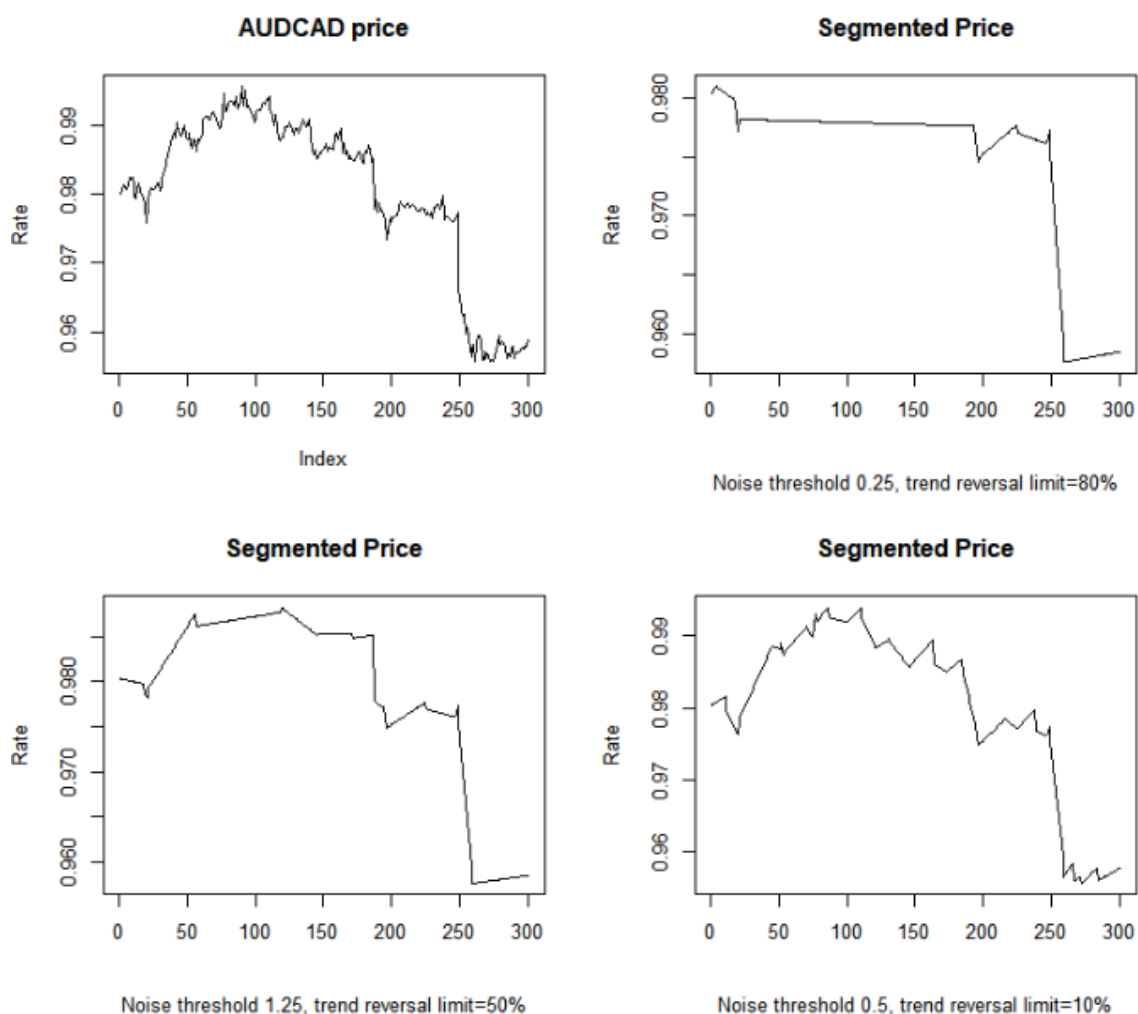 AUDCAD price
Rate
0.99
0.98
0.97
0.96
0 50 100 150 200 250 300
Index
Segmented Price
Rate
0.980
0.970
0.960
0 50 100 150 200 250 300
Noise threshold 0.25, trend reversal limit=80%
Segmented Price
Rate
0.980
0.970
0.960
0 50 100 150 200 250 300
Noise threshold 1.25, trend reversal limit=50%
Segmented Price
Rate
0.99
0.98
0.97
0.96
0 50 100 150 200 250 300
Noise threshold 0.5, trend reversal limit=10%